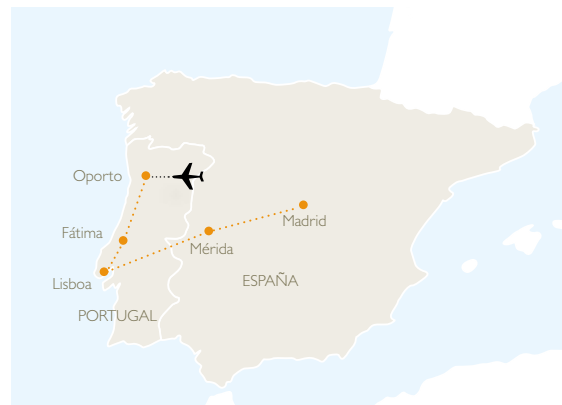 Oporto
Madrid
Fátima
Mérida
ESPAÑA
Lisboa
PORTUGAL